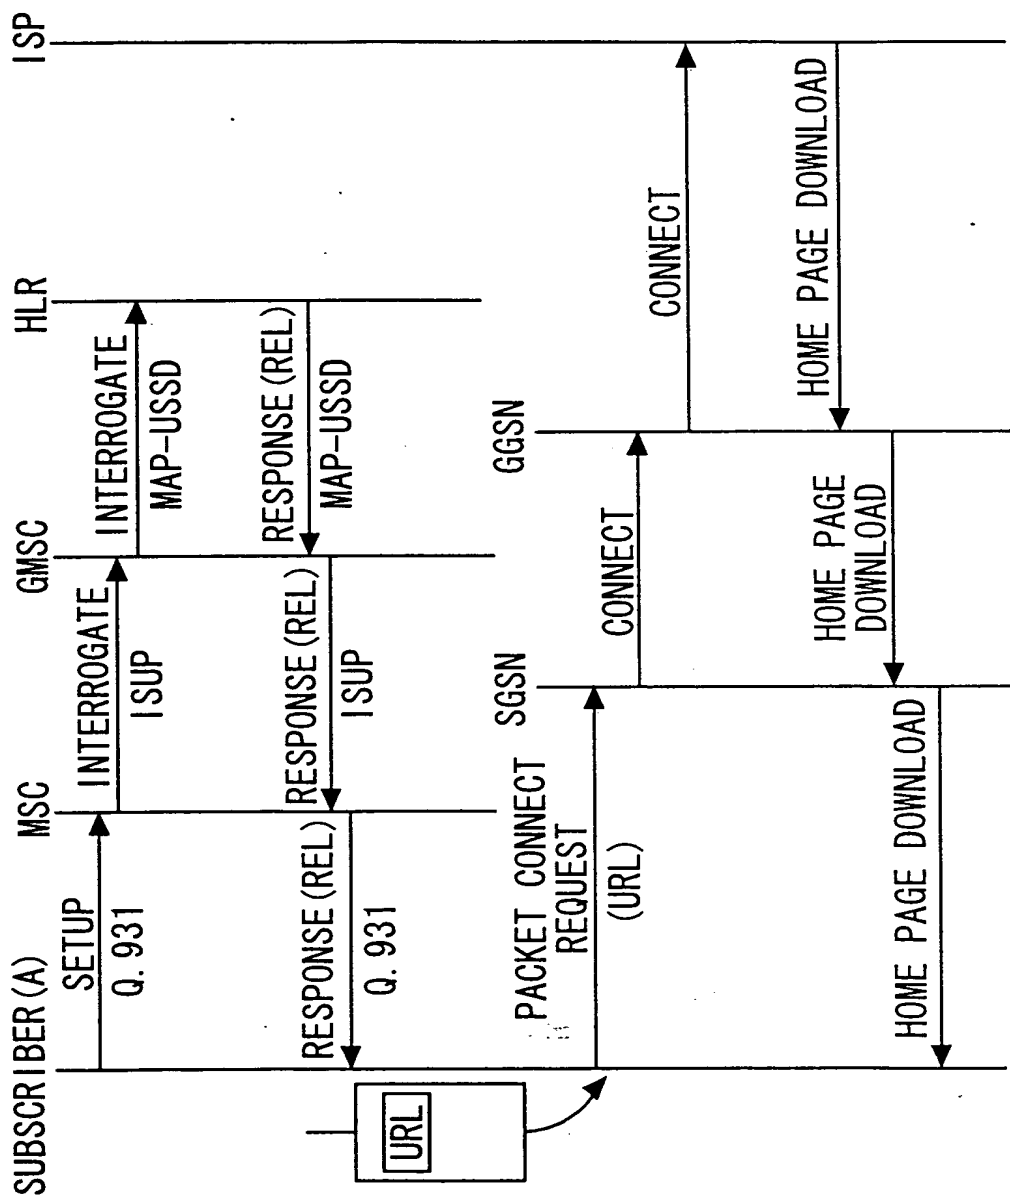 SUBSCRIBER(A)
MSC
GMSC
HLR
ISP
SETUP
Q.931
INTERROGATE
ISUP
INTERROGATE
MAP-USSD
RESPONSE(REL)
MAP-USSD
RESPONSE(REL)
ISUP
RESPONSE(REL)
Q.931
URL
SGSN
GGSN
PACKET CONNECT
REQUEST
(URL)
CONNECT
CONNECT
HOME PAGE DOWNLOAD
HOME PAGE
DOWNLOAD
HOME PAGE DOWNLOAD